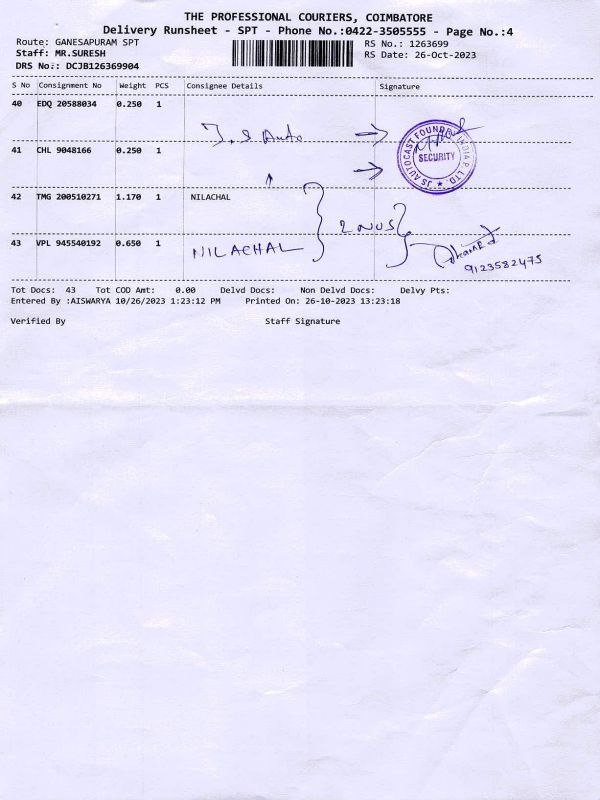 THE PROFESSIONAL COURIERS, COIMBATORE
Delivery Runsheet - SPT - Phone No.:0422-3505555 - Page No.:4
Route: GANESAPURAM SPT
RS No.: 1263699
Staff: MR.SURESH
RS Date: 26-Oct-2023
DRS No.: DCJB126369904
S No Consignment No Weight PCS Consignee Details Signature
40 EDQ 20588034 0.250 1
J.S Auto
JS AUTOCAST FOUNDRY INDIA P. LTD.
SECURITY
41 CHL 9048166 0.250 1
42 TMG 200510271 1.170 1 NILACHAL
2 NOS
43 VPL 945540192 0.650 1 NILACHAL
9123582475
Tot Docs: 43 Tot COD Amt: 0.00 Delvd Docs: Non Delvd Docs: Delvy Pts:
Entered By :AISWARYA 10/26/2023 1:23:12 PM Printed On: 26-10-2023 13:23:18
Verified By Staff Signature